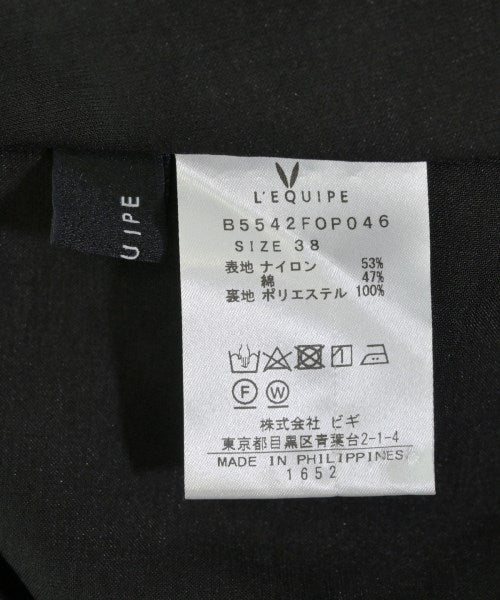 UIPE
L'EQUIPE
B5542FOP046
SIZE 38
表地 ナイロン 53%
綿 47%
裏地 ポリエステル 100%
F W
株式会社 ビギ
東京都目黒区青葉台2-1-4
MADE IN PHILIPPINES
1652